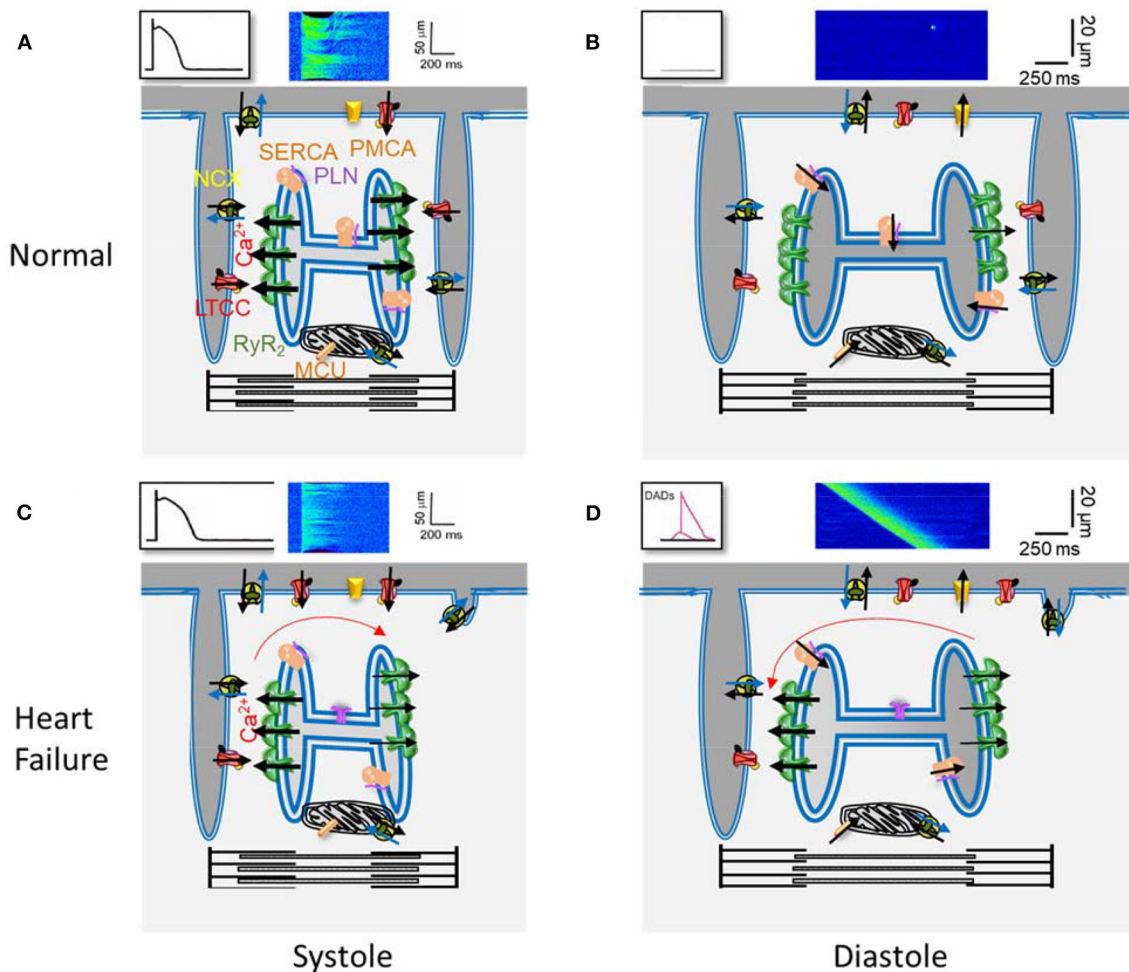 A
50 µm
200 ms
B
20 µm
250 ms
Normal
SERCA
PMCA
PLN
NCX
Ca²⁺
LTCC
RyR₂
MCU
C
50 µm
200 ms
D
DADs
20 µm
250 ms
Heart
Failure
Ca²⁺
Systole
Diastole